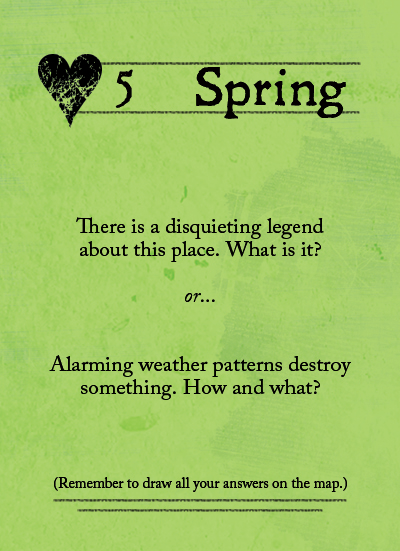 5 Spring
There is a disquieting legend
about this place. What is it?
or...
Alarming weather patterns destroy
something. How and what?
(Remember to draw all your answers on the map.)